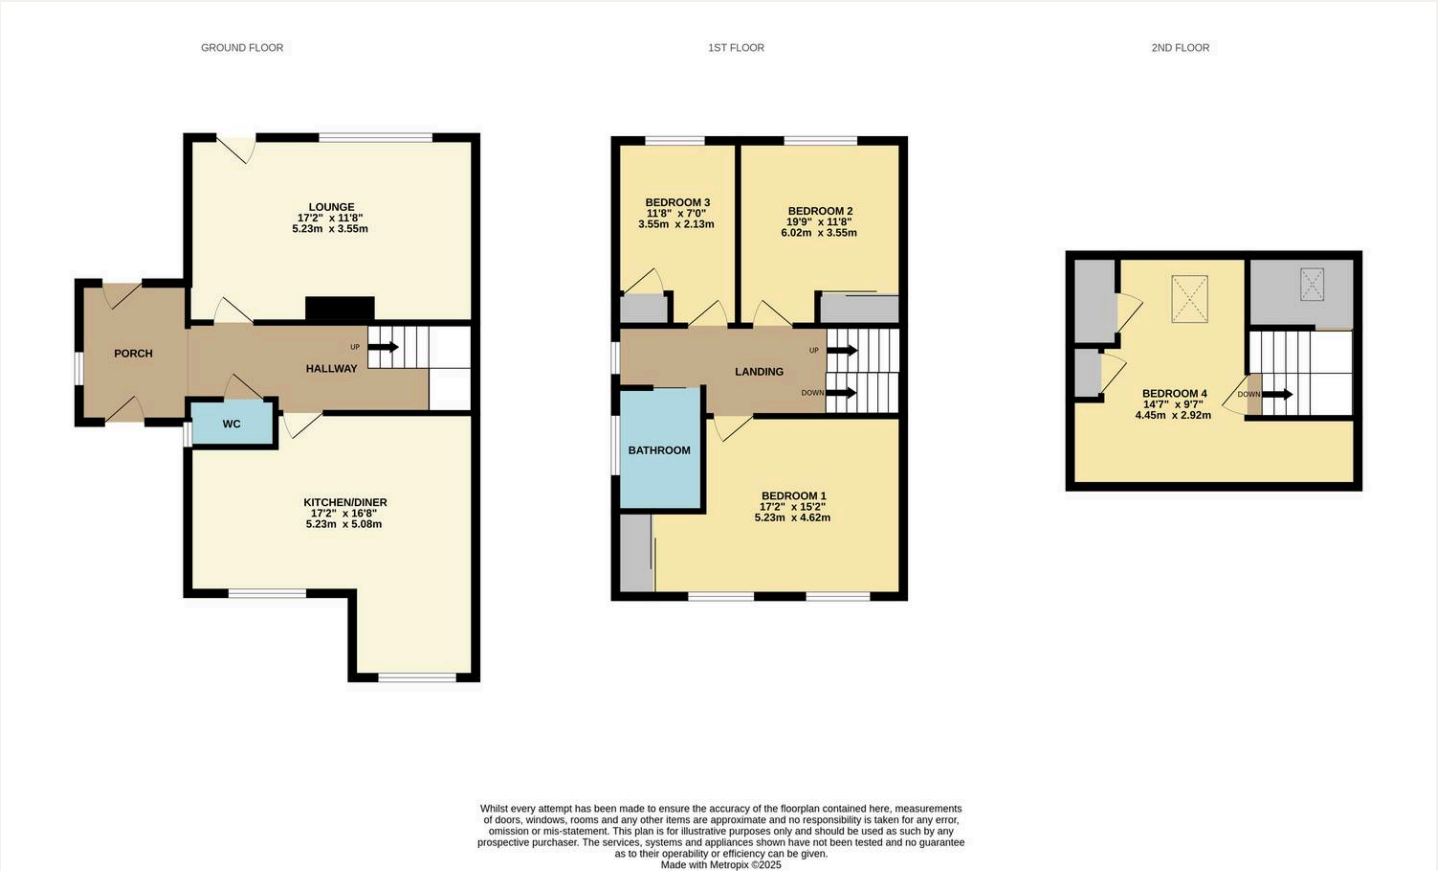 GROUND FLOOR
1ST FLOOR
2ND FLOOR
LOUNGE
17'2" x 11'8"
5.23m x 3.55m
PORCH
UP
HALLWAY
WC
KITCHEN/DINER
17'2" x 16'8"
5.23m x 5.08m
BEDROOM 3
11'8" x 7'0"
3.55m x 2.13m
BEDROOM 2
19'9" x 11'8"
6.02m x 3.55m
UP
LANDING
DOWN
BATHROOM
BEDROOM 1
17'2" x 15'2"
5.23m x 4.62m
BEDROOM 4
14'7" x 9'7"
4.45m x 2.92m
DOWN
Whilst every attempt has been made to ensure the accuracy of the floorplan contained here, measurements
of doors, windows, rooms and any other items are approximate and no responsibility is taken for any error,
omission or mis-statement. This plan is for illustrative purposes only and should be used as such by any
prospective purchaser. The services, systems and appliances shown have not been tested and no guarantee
as to their operability or efficiency can be given.
Made with Metropix ©2025